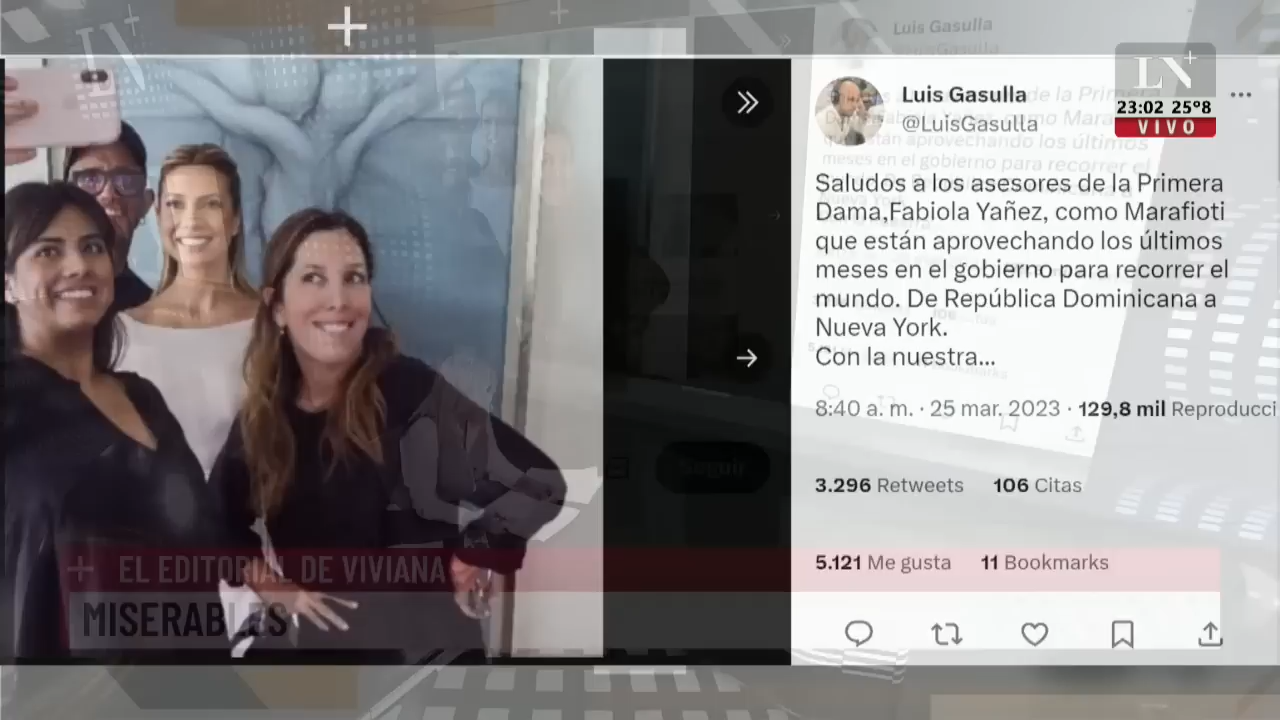 LN+
23:02 25°8
VIVO
Luis Gasulla
@LuisGasulla
Saludos a los asesores de la Primera
Dama,Fabiola Yañez, como Marafioti
que están aprovechando los últimos
meses en el gobierno para recorrer el
mundo. De República Dominicana a
Nueva York.
Con la nuestra...
8:40 a. m. · 25 mar. 2023 · 129,8 mil Reproducci
3.296 Retweets 106 Citas
5.121 Me gusta 11 Bookmarks
Seguir
EL EDITORIAL DE VIVIANA
MISERABLES